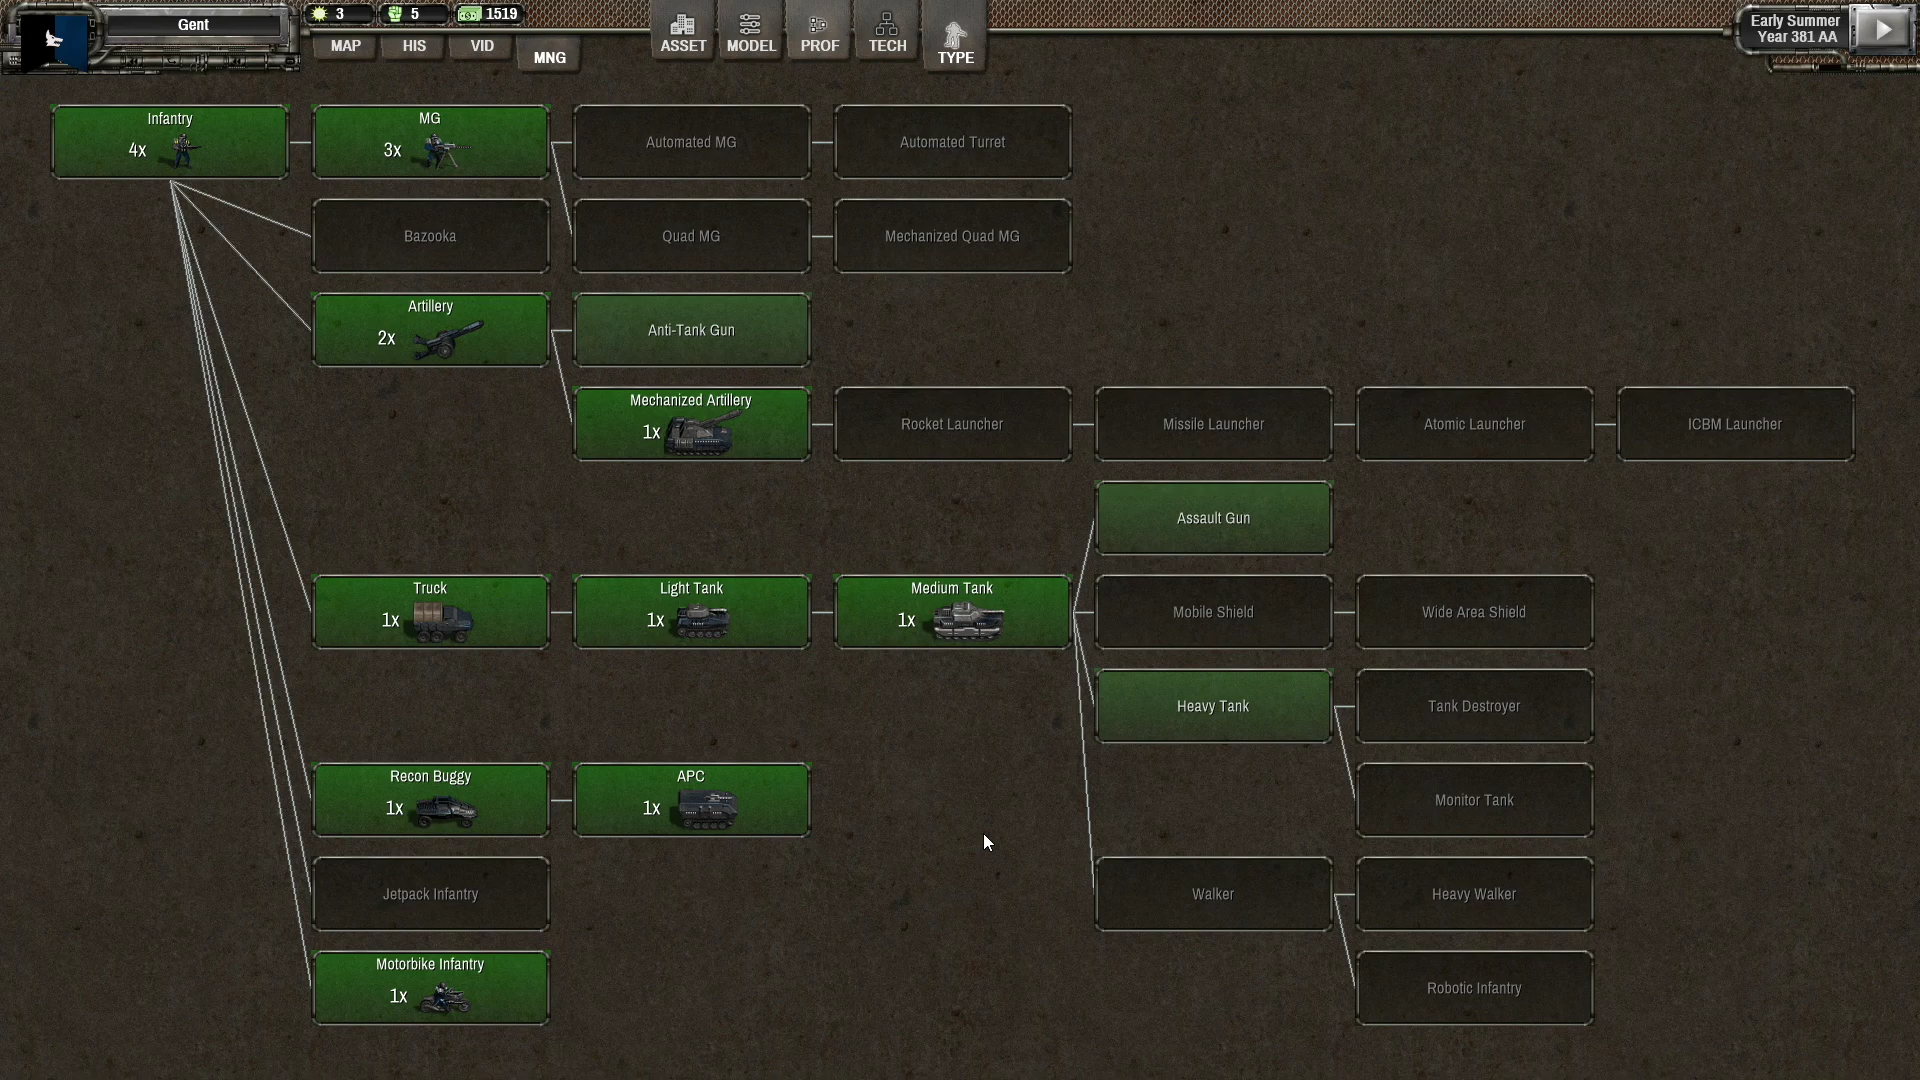 Gent
3
5
1519
MAP
HIS
VID
MNG
ASSET
MODEL
PROF
TECH
TYPE
Early Summer
Year 381 AA
Infantry
4x
MG
3x
Automated MG
Automated Turret
Bazooka
Quad MG
Mechanized Quad MG
Artillery
2x
Anti-Tank Gun
Mechanized Artillery
1x
Rocket Launcher
Missile Launcher
Atomic Launcher
ICBM Launcher
Assault Gun
Truck
1x
Light Tank
1x
Medium Tank
1x
Mobile Shield
Wide Area Shield
Heavy Tank
Tank Destroyer
Recon Buggy
1x
APC
1x
Monitor Tank
Jetpack Infantry
Walker
Heavy Walker
Motorbike Infantry
1x
Robotic Infantry